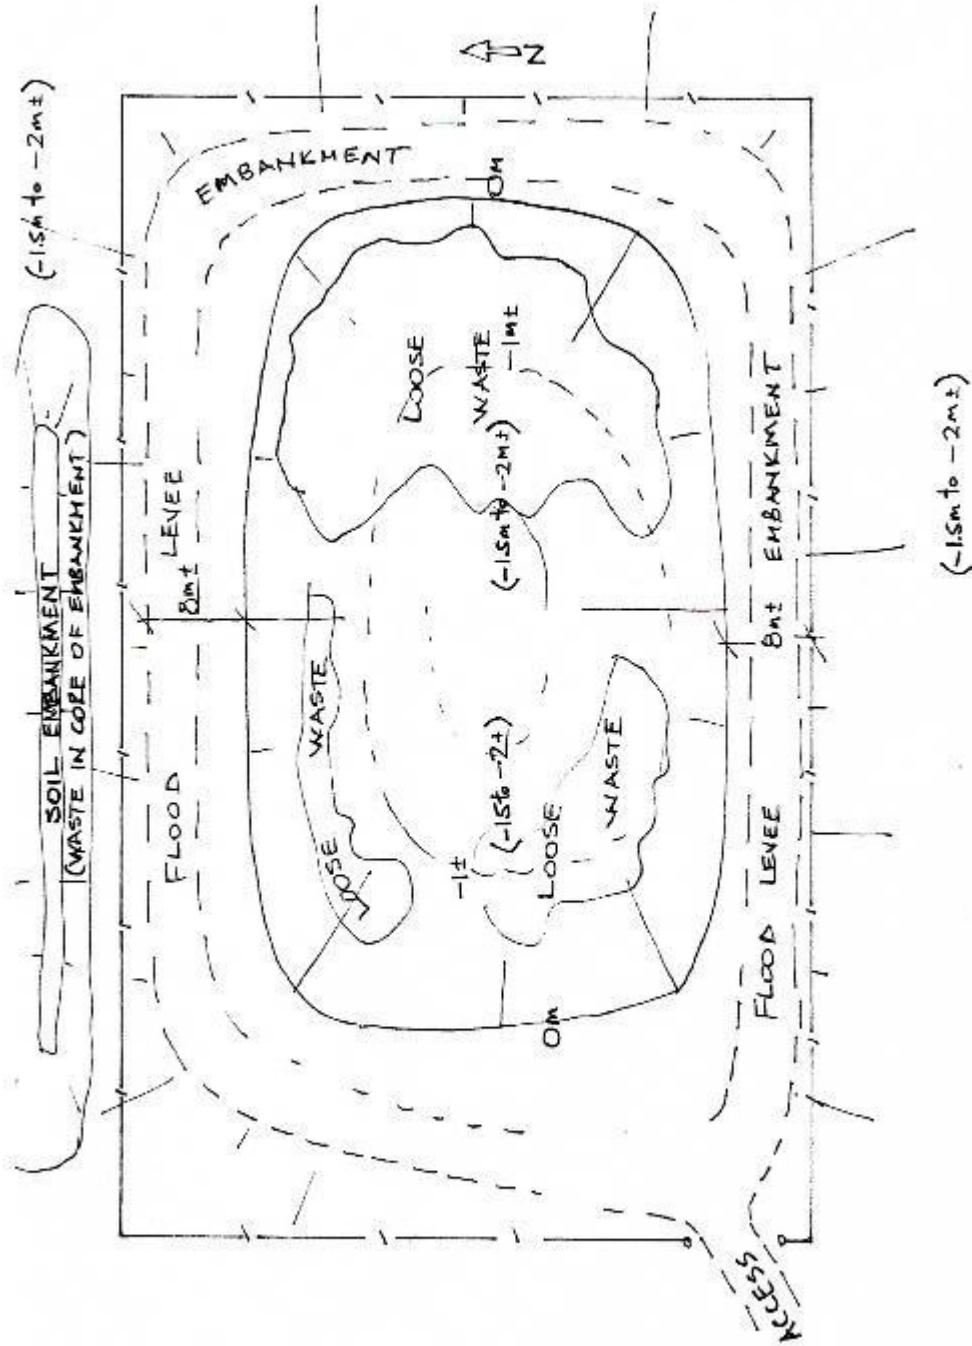 (-1.5m to -2m±)
SOIL EMBANKMENT
(WASTE IN CORE OF EMBANKMENT)
N
EMBANKMENT
0M
FLOOD LEVEE
8m±
LOOSE
WASTE
-1m±
(-1.5m to -2m±)
LOOSE WASTE
-1±
(-1.5 to -2±)
LOOSE
WASTE
0M
FLOOD LEVEE
8m±
EMBANKMENT
ACCESS
(-1.5m to -2m±)